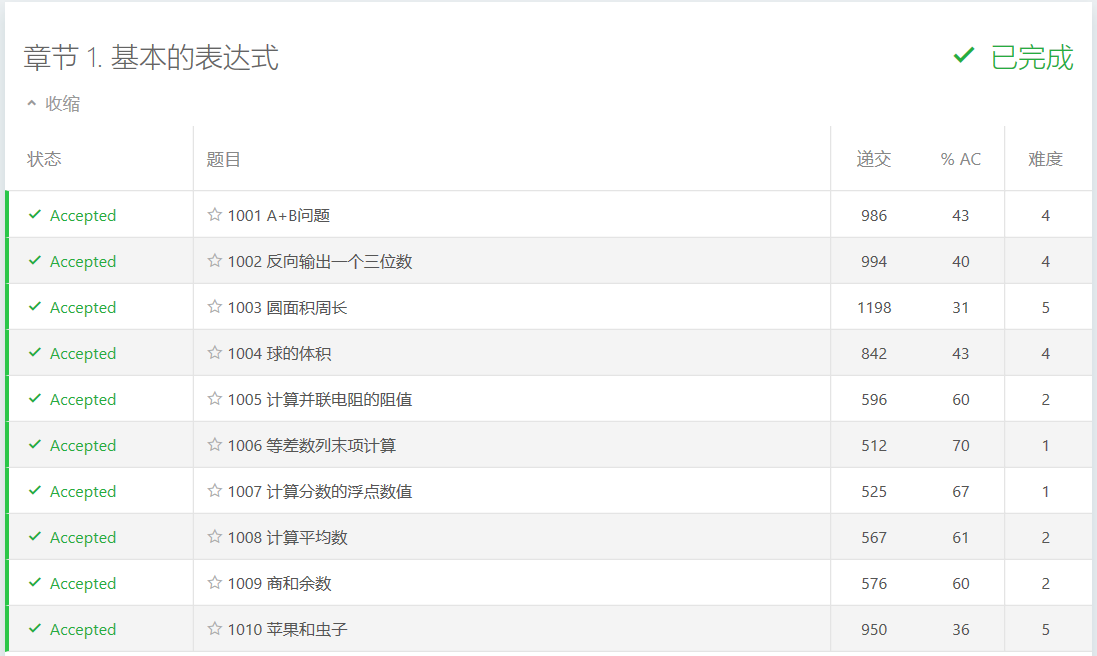 章节 1. 基本的表达式 已完成
收缩
状态 题目 递交 % AC 难度
Accepted 1001 A+B问题 986 43 4
Accepted 1002 反向输出一个三位数 994 40 4
Accepted 1003 圆面积周长 1198 31 5
Accepted 1004 球的体积 842 43 4
Accepted 1005 计算并联电阻的阻值 596 60 2
Accepted 1006 等差数列末项计算 512 70 1
Accepted 1007 计算分数的浮点数值 525 67 1
Accepted 1008 计算平均数 567 61 2
Accepted 1009 商和余数 576 60 2
Accepted 1010 苹果和虫子 950 36 5